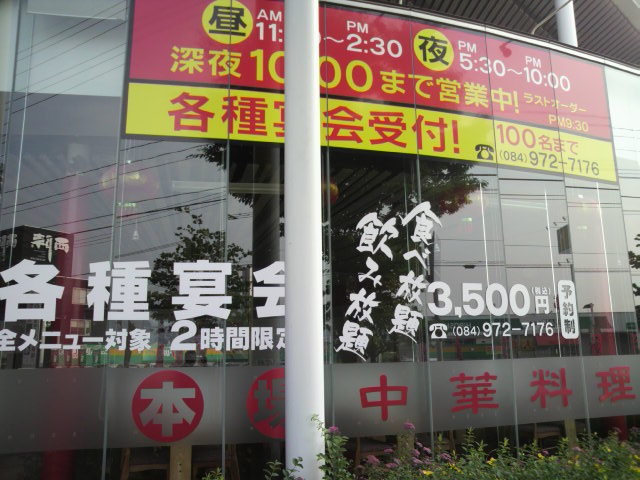 昼 AM 11: 0～PM 2:30 夜 PM 5:30～PM 10:00
深夜10:00まで営業中! ラストオーダー PM9:30
各種宴会受付! 100名まで
☎(084)972-7176
食べ放題
飲み放題
3,500円(税込) 予約制
☎(084)972-7176
各種宴会
全メニュー対象 2時間限定
本場 中華料理